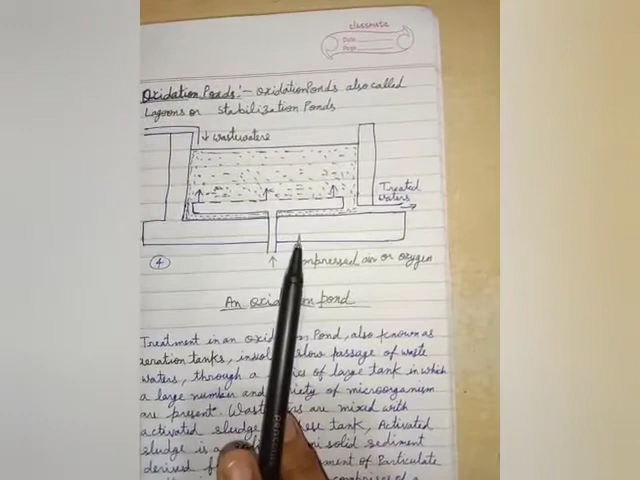 classmate
Date
Page
Oxidation Ponds:- Oxidation Ponds also called
Lagoons or Stabilization Ponds
↓ wastewaters
Treated
waters
4
↑ compressed air or oxygen
An oxidation pond
Treatment in an Pond, also known as
aeration tanks, slow passage of waste
waters, through a of large tank in which
a large number and of microorganism
are present. are mixed with
activated sludge tank, Activated
sludge is a solid sediment
derived of Particulate